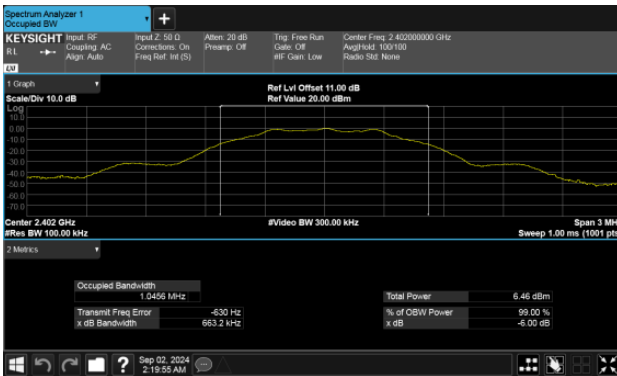 Spectrum Analyzer 1
Occupied BW
KEYSIGHT Input: RF Input Z: 50 Ω Atten: 20 dB Trig: Free Run Center Freq: 2.402000000 GHz
RL Coupling: AC Corrections: On Preamp: Off Gate: Off Avg|Hold: 100/100
Align: Auto Freq Ref: Int (S) #IF Gain: Low Radio Std: None
LXI
1 Graph Ref Lvl Offset 11.00 dB
Scale/Div 10.0 dB Ref Value 20.00 dBm
Log
10.0
0.00
-10.0
-20.0
-30.0
-40.0
-50.0
-60.0
-70.0
Center 2.402 GHz #Video BW 300.00 kHz Span 3 MH
#Res BW 100.00 kHz Sweep 1.00 ms (1001 pts
2 Metrics
Occupied Bandwidth
1.0456 MHz Total Power 6.46 dBm
Transmit Freq Error -630 Hz % of OBW Power 99.00 %
x dB Bandwidth 663.2 kHz x dB -6.00 dB
? Sep 02, 2024
2:19:55 AM